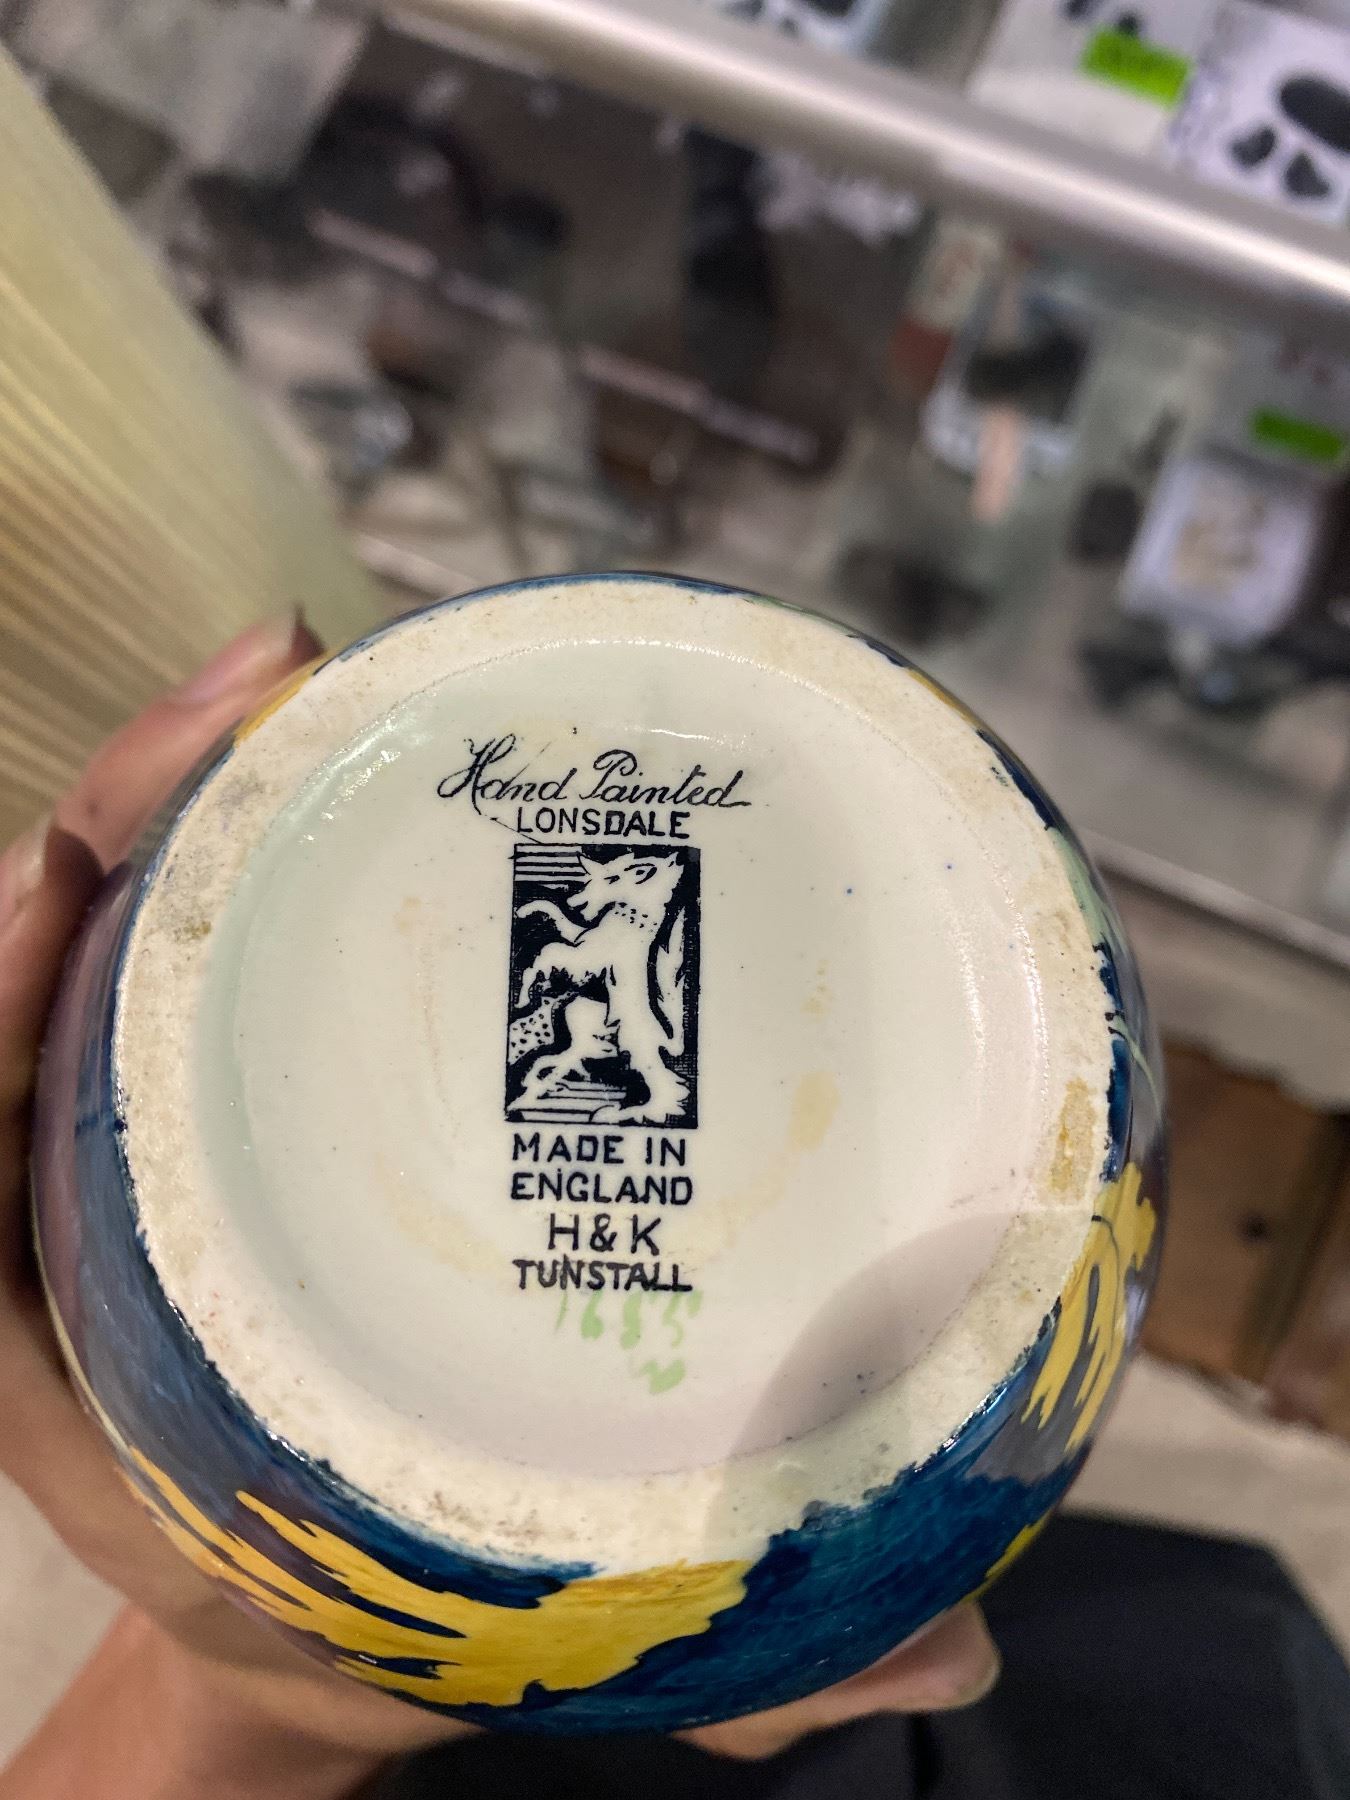 Hand Painted
LONSDALE
MADE IN
ENGLAND
H & K
TUNSTALL